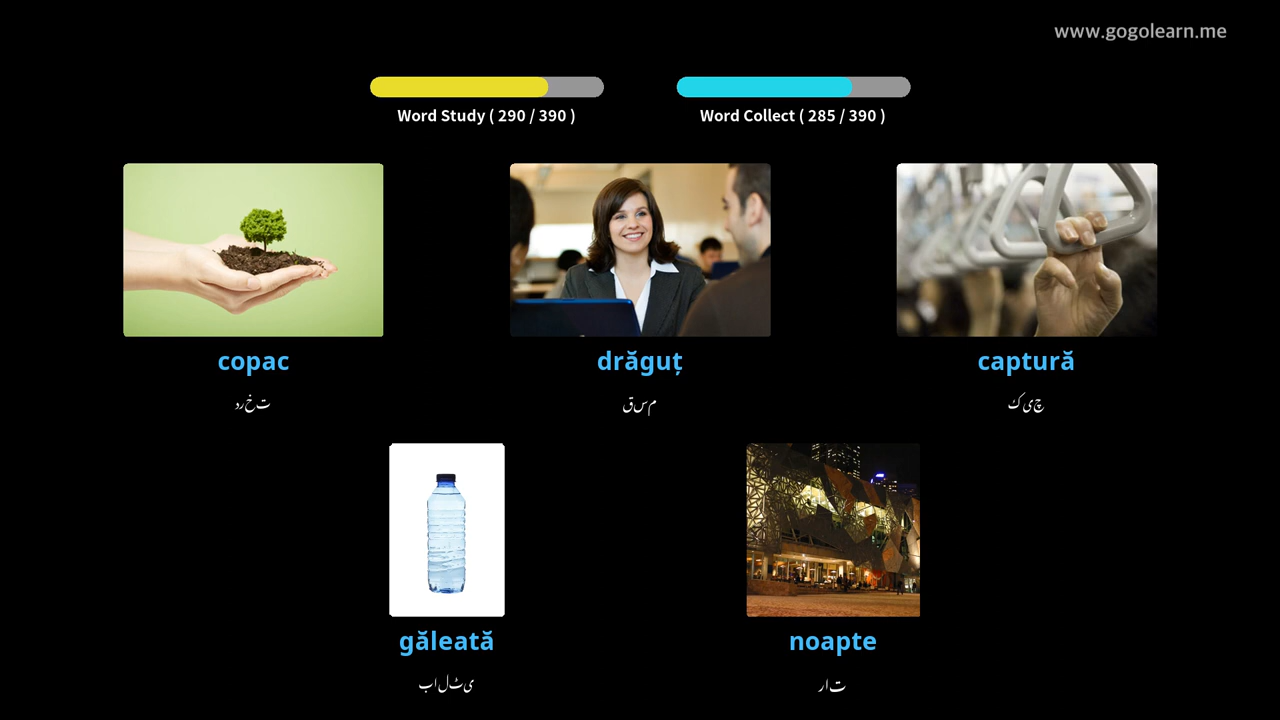 www.gogolearn.me
Word Study ( 290 / 390 )
Word Collect ( 285 / 390 )
copac
drăguț
captură
درخت
قسم
کیچ
găleată
noapte
بالٹی
رات